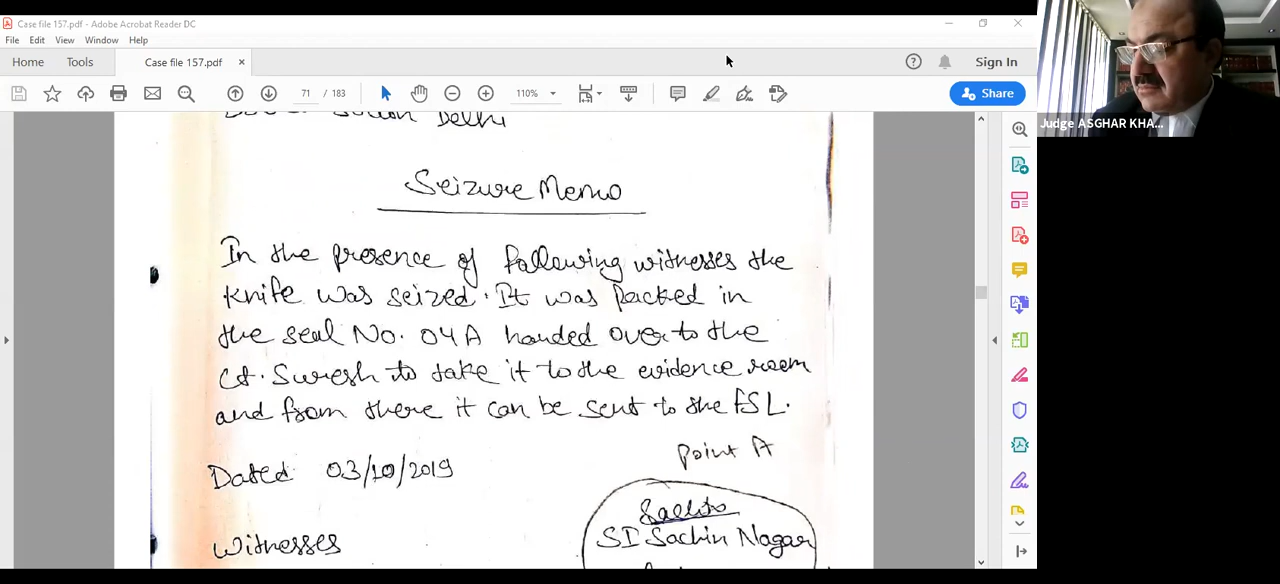 Case file 157.pdf - Adobe Acrobat Reader DC
File Edit View Window Help
Home Tools Case file 157.pdf × Sign In
71 / 183 110% Share
Judge ASGHAR KHA...
Delhi
Seizure Memo
In the presence of following witnesses the
Knife was seized. It was packed in
the seal No. 04A handed over to the
Ct. Suresh to take it to the evidence room
and from there it can be sent to the FSL.
Point A
Dated 03/10/2019
SI Sachin Nagar
Witnesses